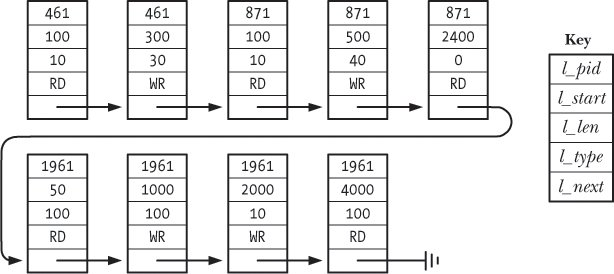 461 461 871 871 871
100 300 100 500 2400
10 30 10 40 0
RD WR RD WR RD
Key
l_pid
l_start
l_len
l_type
l_next
1961 1961 1961 1961
50 1000 2000 4000
100 100 10 100
RD WR WR RD